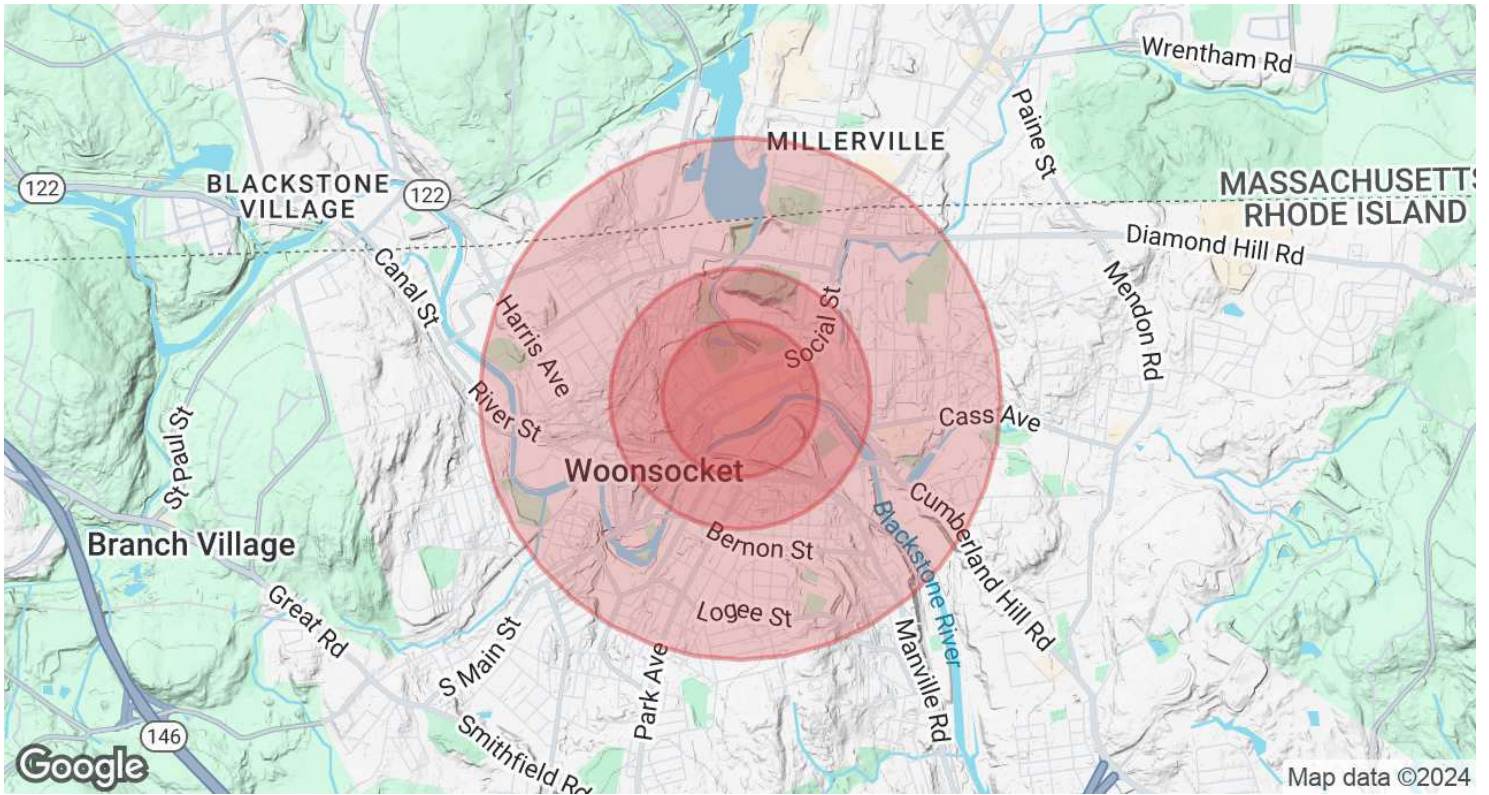 Wrentham Rd
Paine St
MILLERVILLE
122
BLACKSTONE
VILLAGE
122
MASSACHUSETTS
RHODE ISLAND
Diamond Hill Rd
Canal St
Mendon Rd
Harris Ave
Social St
River St
Cass Ave
St Paul St
Woonsocket
Cumberland Hill Rd
Blackstone River
Branch Village
Bernon St
Great Rd
Logee St
S Main St
Park Ave
Manville Rd
146
Smithfield Rd
Google
Map data ©2024